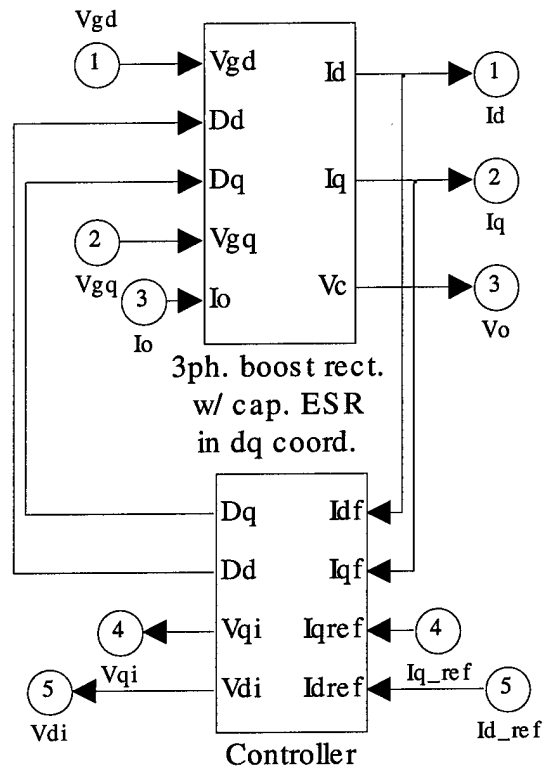 Vgd
1
Vgd
Id
1
Id
Dd
Dq
Iq
2
Iq
2
Vgq
Vgq
3
Io
Io
Vc
3
Vo
3ph. boost rect.
w/ cap. ESR
in dq coord.
Dq
Idf
Dd
Iqf
4
Vqi
Vqi
Iqref
4
Iq_ref
5
Vdi
Vdi
Idref
5
Id_ref
Controller